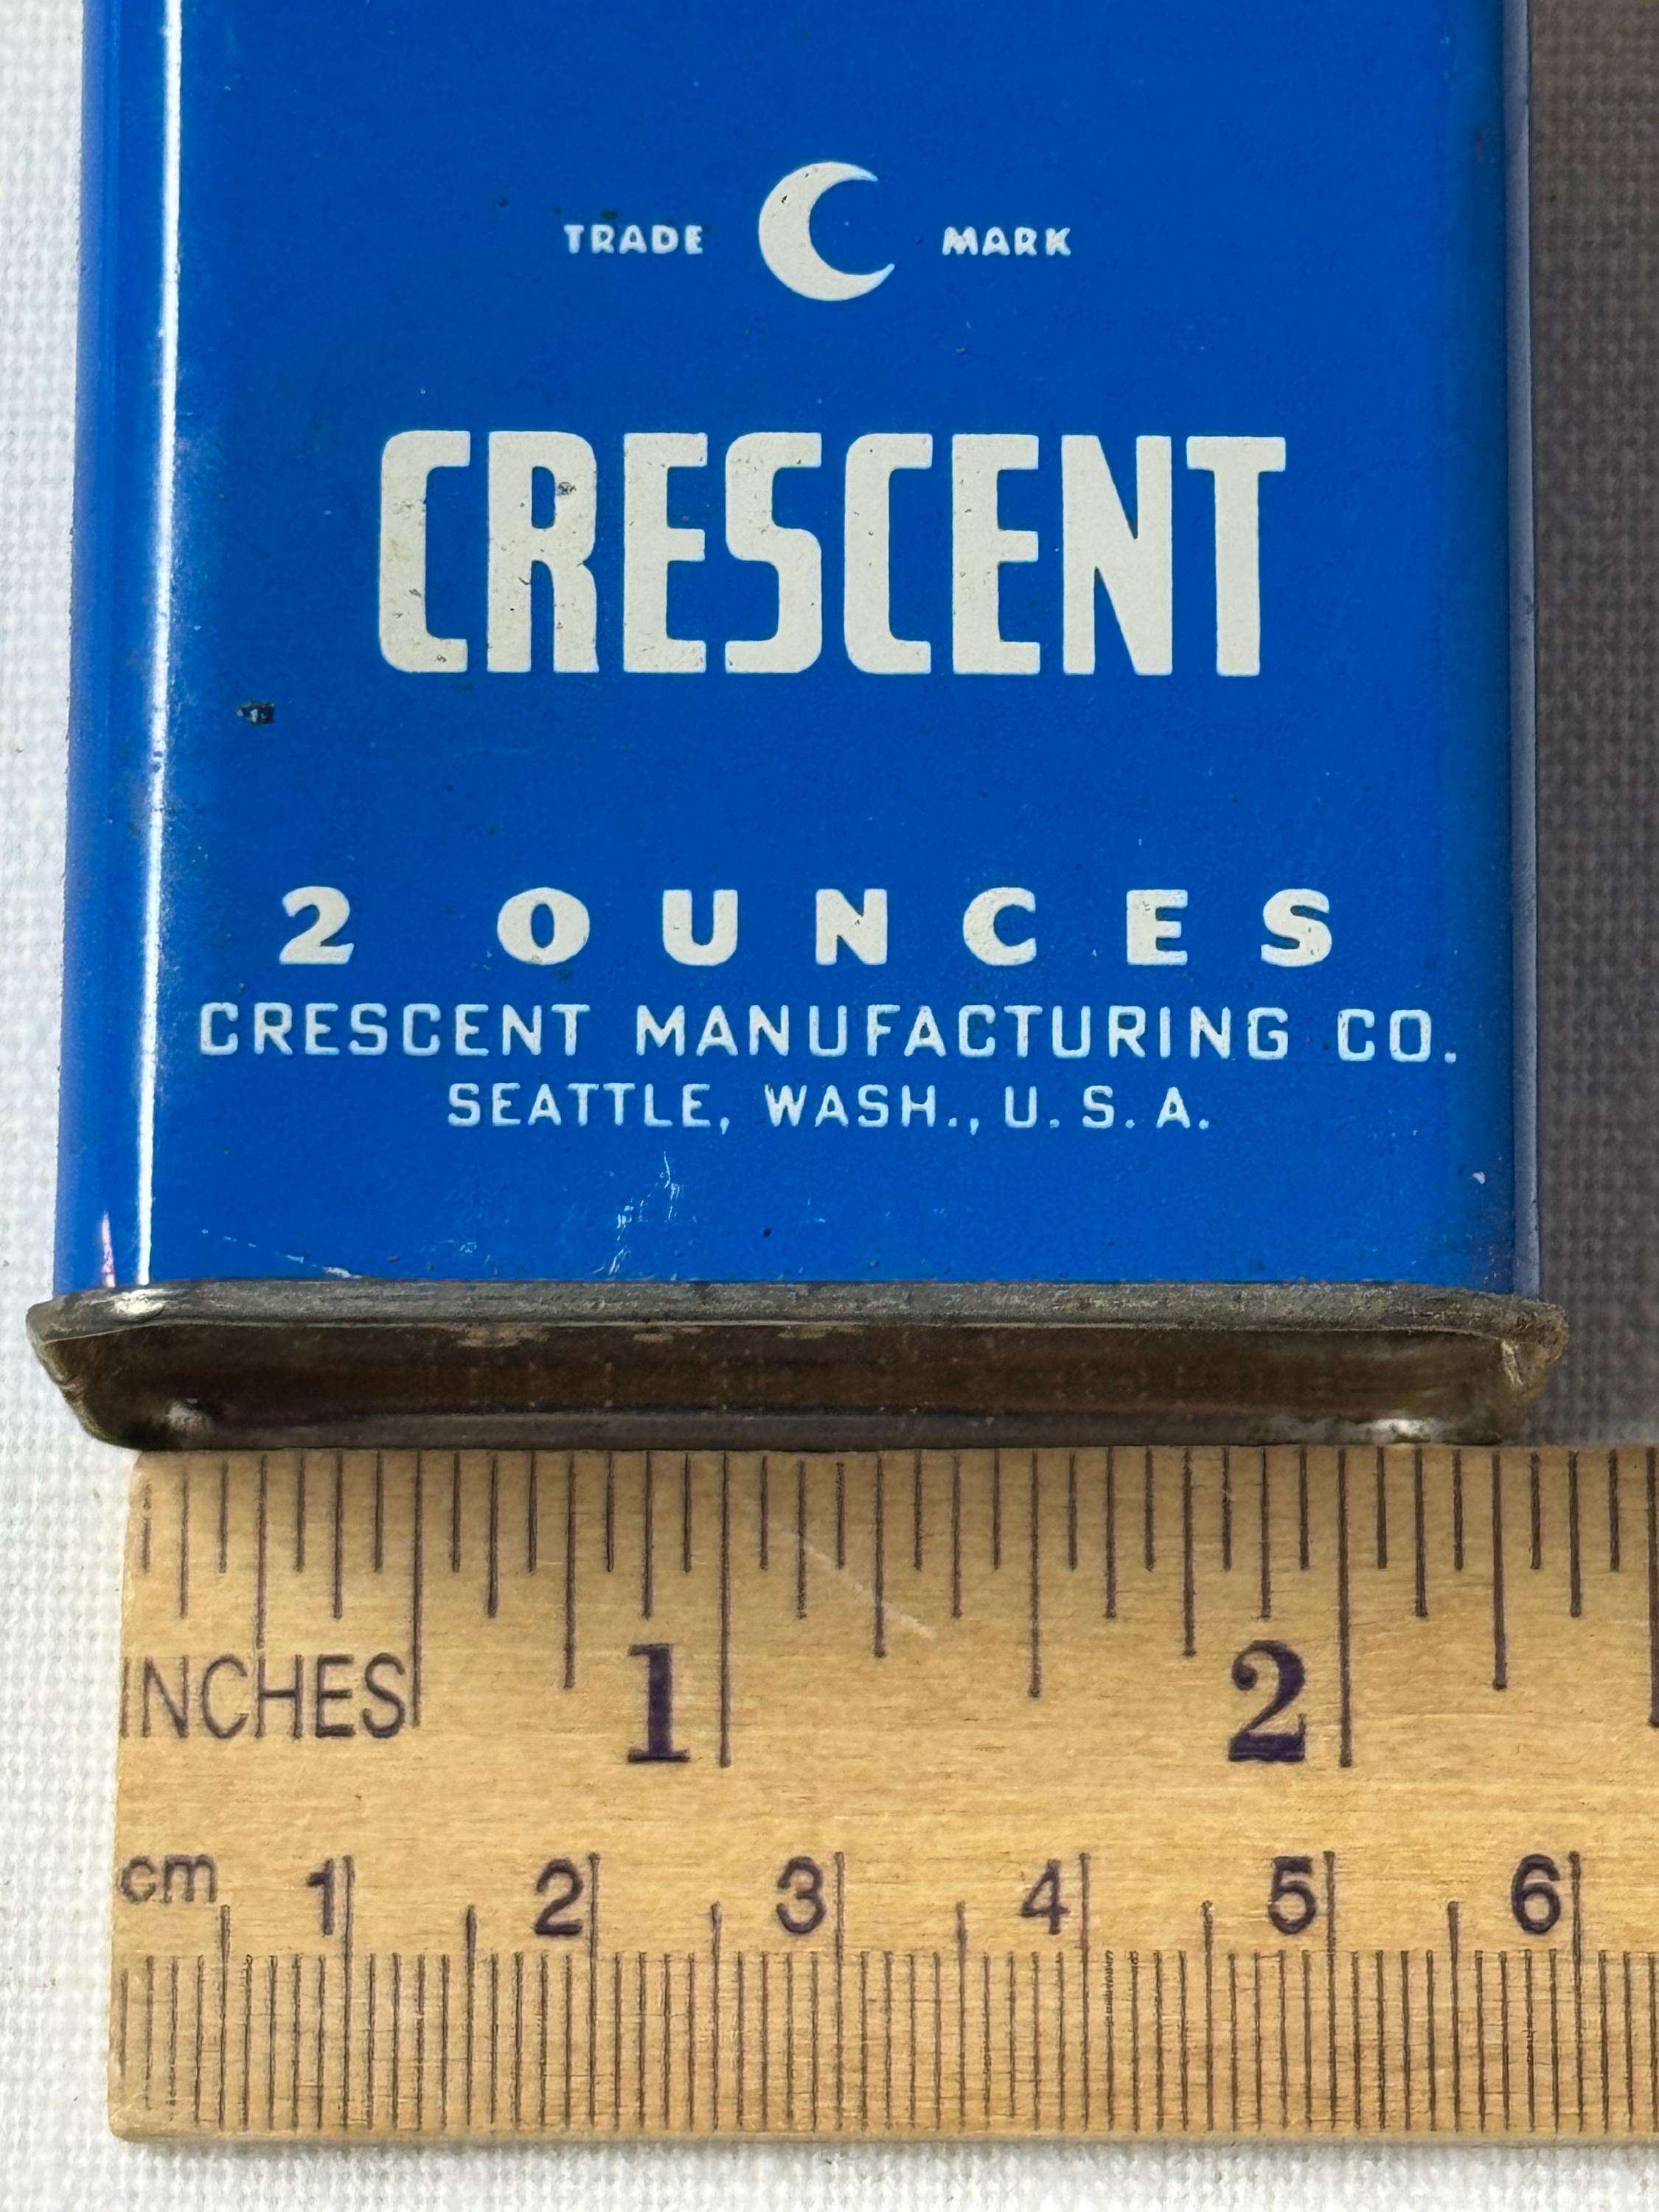 TRADE MARK
CRESCENT
2 OUNCES
CRESCENT MANUFACTURING CO.
SEATTLE, WASH., U. S. A.
INCHES 1 2
cm 1 2 3 4 5 6